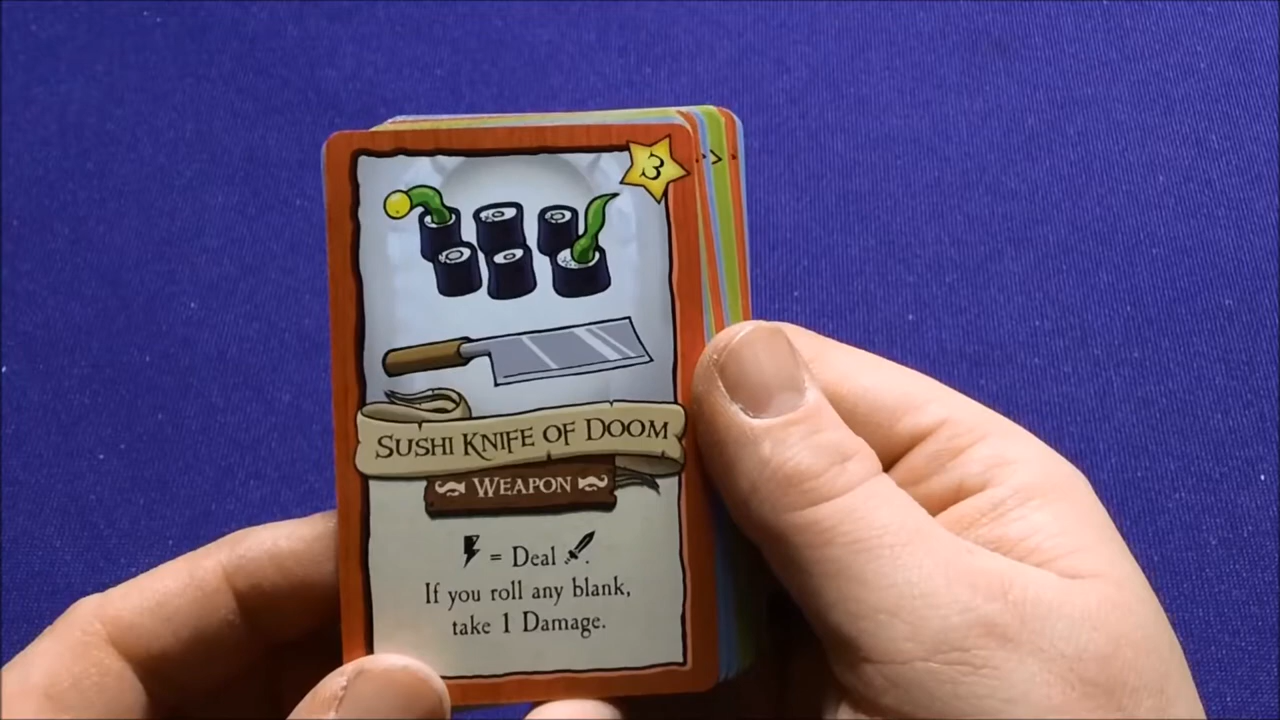 3
SUSHI KNIFE OF DOOM
WEAPON
= Deal .
If you roll any blank,
take 1 Damage.